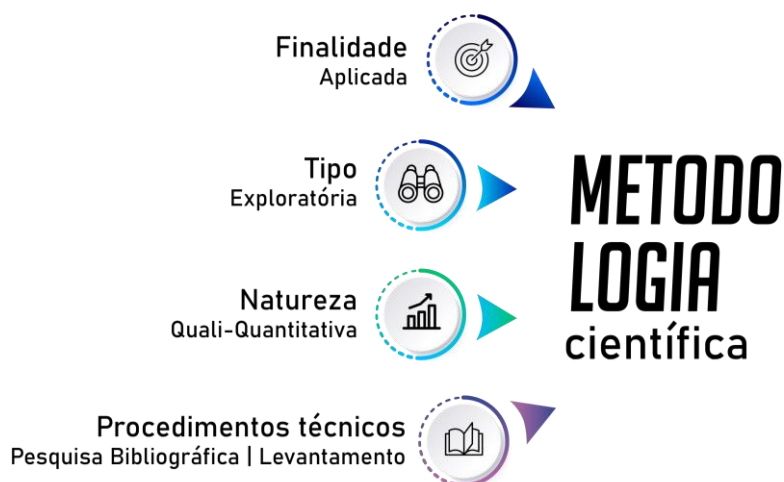 Finalidade
Aplicada
Tipo
Exploratória
Natureza
Quali-Quantitativa
Procedimentos técnicos
Pesquisa Bibliográfica | Levantamento
METODO
LOGIA
científica